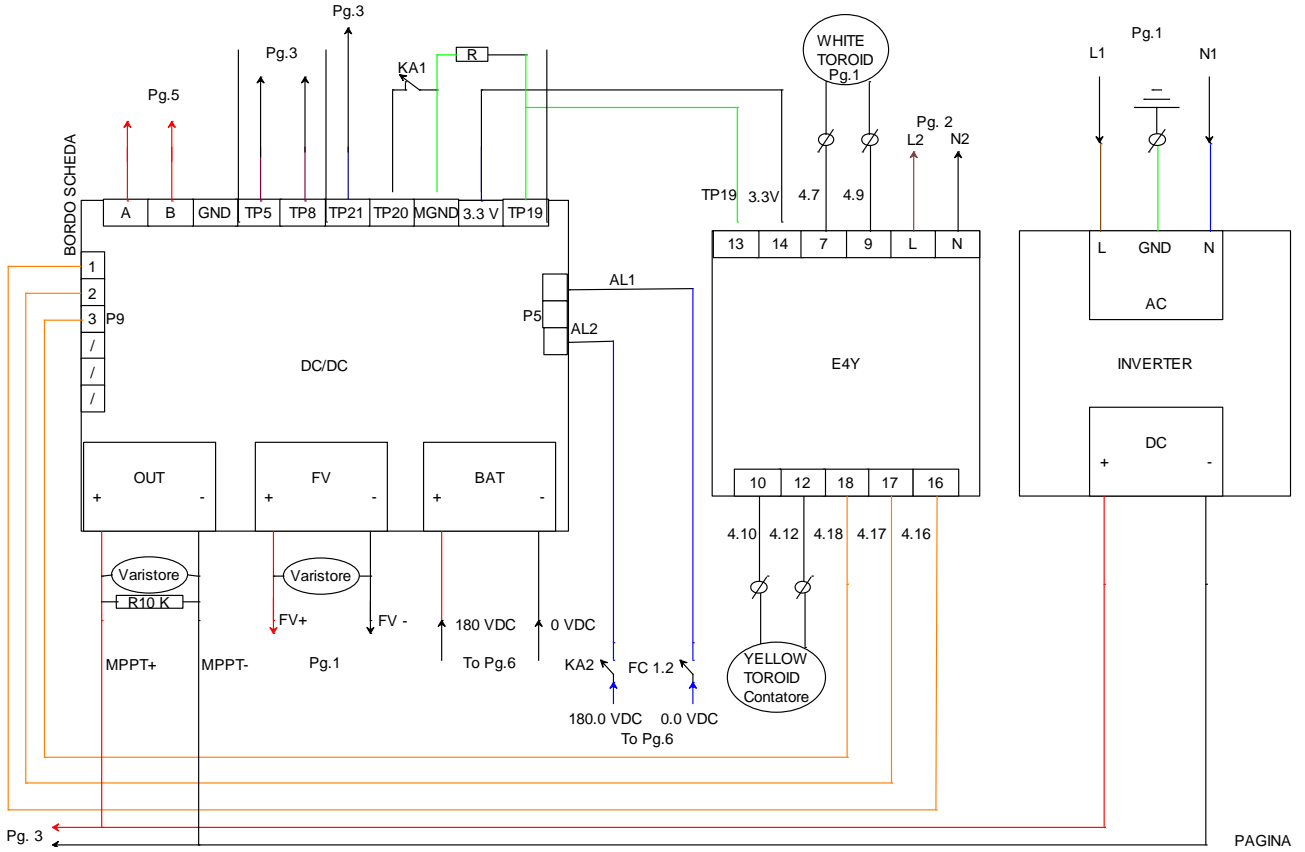 Pg.3
Pg.3
Pg.5
KA1
R
WHITE
TOROID
Pg.1
Pg. 2
L2
N2
Pg.1
L1
N1
BORDO SCHEDA
A
B
GND
TP5
TP8
TP21
TP20
MGND
3.3 V
TP19
TP19
3.3V
4.7
4.9
13
14
7
9
L
N
L
GND
N
AC
1
2
3
P9
/
/
/
P5
AL1
AL2
DC/DC
E4Y
INVERTER
OUT
+
-
FV
+
-
BAT
+
-
DC
+
-
10
12
18
17
16
4.10
4.12
4.18
4.17
4.16
Varistore
R10 K
Varistore
FV+
FV -
180 VDC
0 VDC
MPPT+
MPPT-
Pg.1
To Pg.6
KA2
FC 1.2
180.0 VDC
0.0 VDC
To Pg.6
YELLOW
TOROID
Contatore
Pg. 3
PAGINA